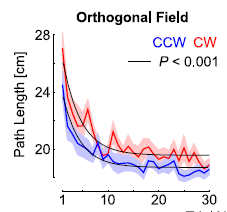 Orthogonal Field
28
CCW CW
P < 0.001
24
20
Path Length [cm]
1 10 20 30